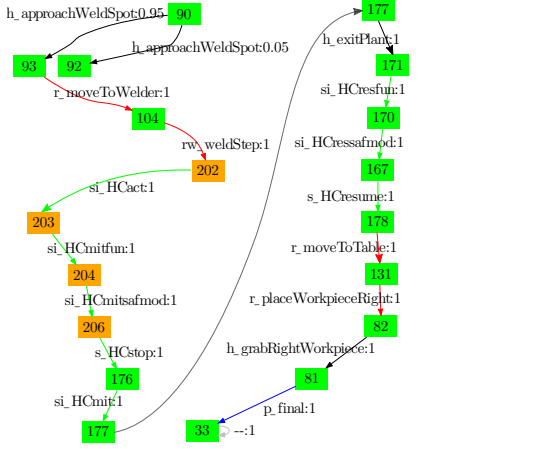 h_approachWeldSpot:0.95
90
h_approachWeldSpot:0.05
93
92
r_moveToWelder:1
104
rw_weldStep:1
202
si_HCact:1
203
si_HCmitfun:1
204
si_HCmitsafmod:1
206
s_HCstop:1
176
si_HCmit:1
177
177
h_exitPlant:1
171
si_HCresfun:1
170
si_HCressafmod:1
167
s_HCresume:1
178
r_moveToTable:1
131
r_placeWorkpieceRight:1
82
h_grabRightWorkpiece:1
81
p_final:1
33
--:1